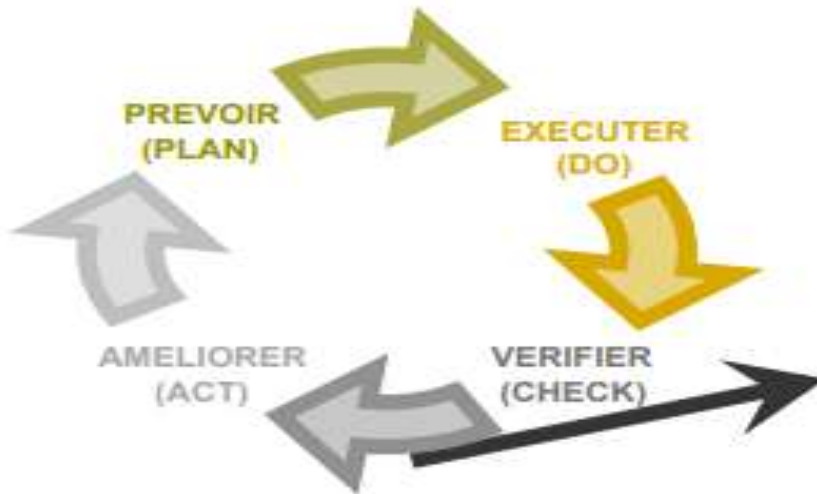 PREVOIR
(PLAN)
EXECUTER
(DO)
VERIFIER
(CHECK)
AMELIORER
(ACT)